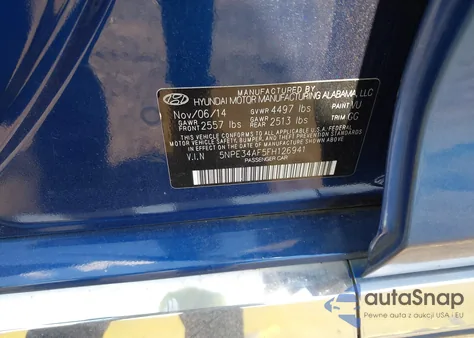 MANUFACTURED BY
HYUNDAI MOTOR MANUFACTURING ALABAMA, LLC
Nov/06/14 GVWR 4497 lbs PAINT VU
GAWR FRONT 2557 lbs GAWR REAR 2513 lbs TRIM GG
THIS VEHICLE CONFORMS TO ALL APPLICABLE U.S.A. FEDERAL
MOTOR VEHICLE SAFETY, BUMPER, AND THEFT PREVENTION STANDARDS
IN EFFECT ON THE DATE OF MANUFACTURE SHOWN ABOVE.
V.I.N 5NPE34AF5FH126941
PASSENGER CAR
autoSnap
Pewne auta z aukcji USA i EU